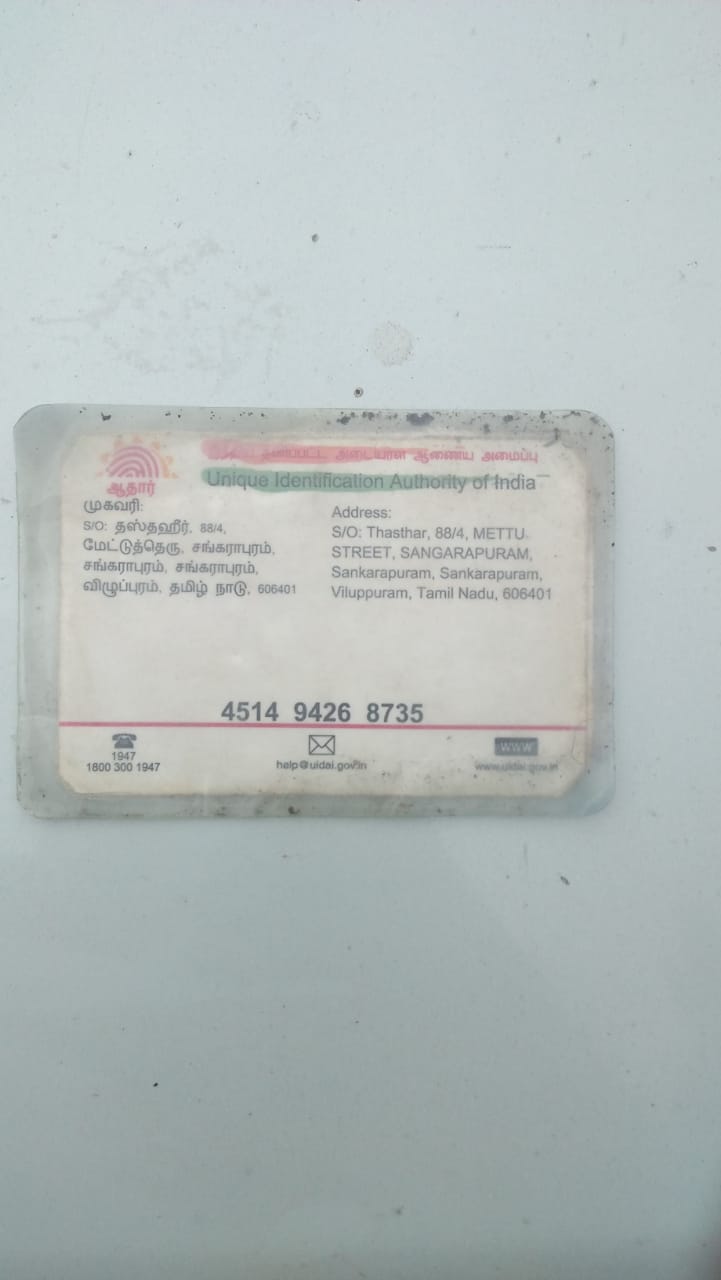 ஆதார்
அடையாள ஆணைய அமைப்பு
Unique Identification Authority of India
முகவரி:
S/O: தஸ்தஹீர், 88/4,
மேட்டுத்தெரு, சங்கராபுரம்,
சங்கராபுரம், சங்கராபுரம்,
விழுப்புரம், தமிழ் நாடு, 606401
Address:
S/O: Thasthar, 88/4, METTU
STREET, SANGARAPURAM,
Sankarapuram, Sankarapuram,
Viluppuram, Tamil Nadu, 606401
4514 9426 8735
1947
1800 300 1947
help@uidai.gov.in
www
www.uidai.gov.in